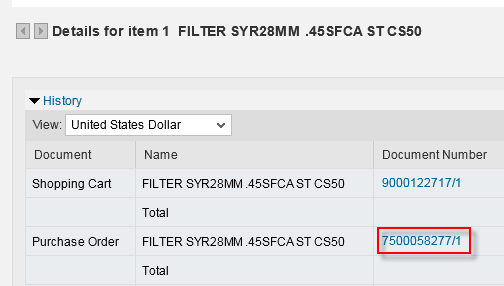 Details for item 1 FILTER SYR28MM .45SFCA ST CS50
History
View: United States Dollar
Document Name Document Number
Shopping Cart FILTER SYR28MM .45SFCA ST CS50 9000122717/1
Total
Purchase Order FILTER SYR28MM .45SFCA ST CS50 7500058277/1
Total